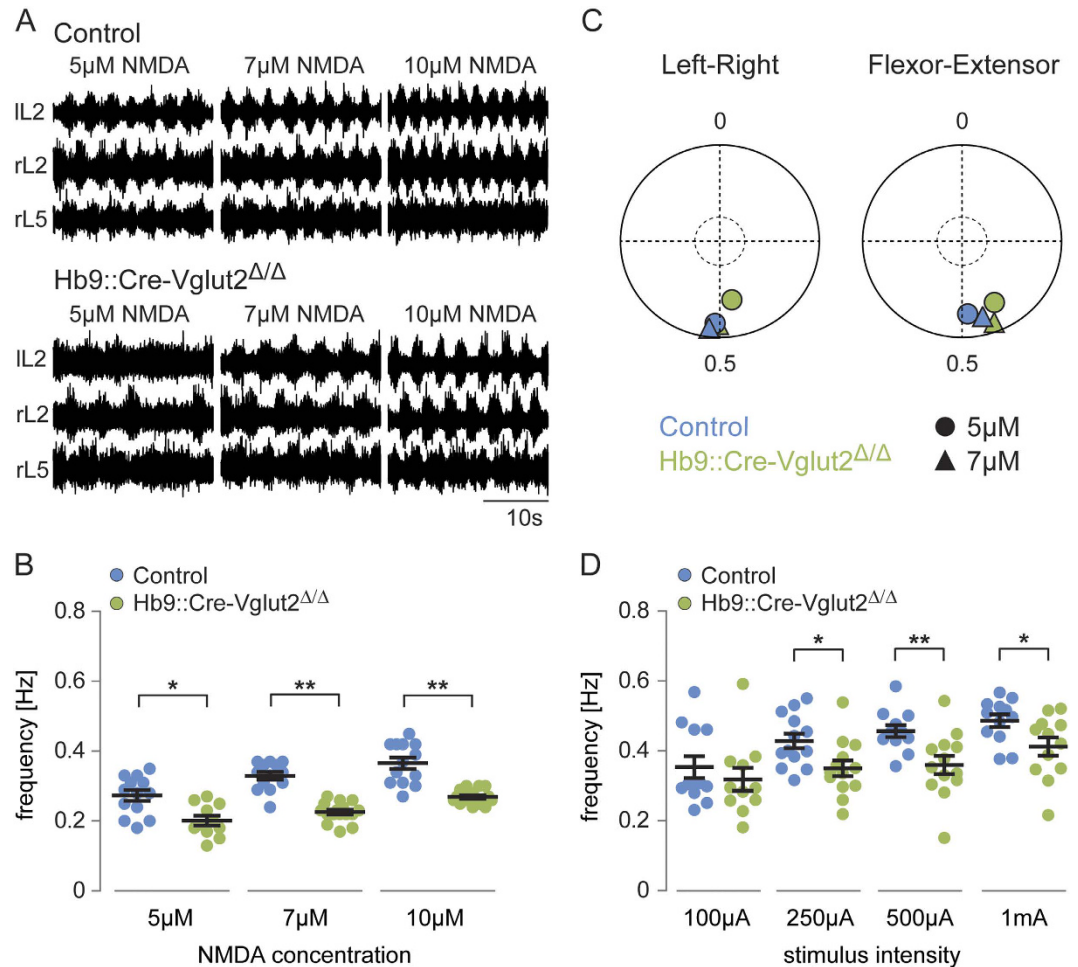 A
Control
5µM NMDA 7µM NMDA 10µM NMDA
lL2
rL2
rL5
Hb9::Cre-Vglut2Δ/Δ
5µM NMDA 7µM NMDA 10µM NMDA
lL2
rL2
rL5
10s
C
Left-Right Flexor-Extensor
0 0
0.5 0.5
Control 5µM
Hb9::Cre-Vglut2Δ/Δ 7µM
B
Control
Hb9::Cre-Vglut2Δ/Δ
0.8
0.6
0.4
0.2
0
frequency [Hz]
* ** **
5µM 7µM 10µM
NMDA concentration
D
Control
Hb9::Cre-Vglut2Δ/Δ
0.8
0.6
0.4
0.2
0
frequency [Hz]
* ** *
100µA 250µA 500µA 1mA
stimulus intensity